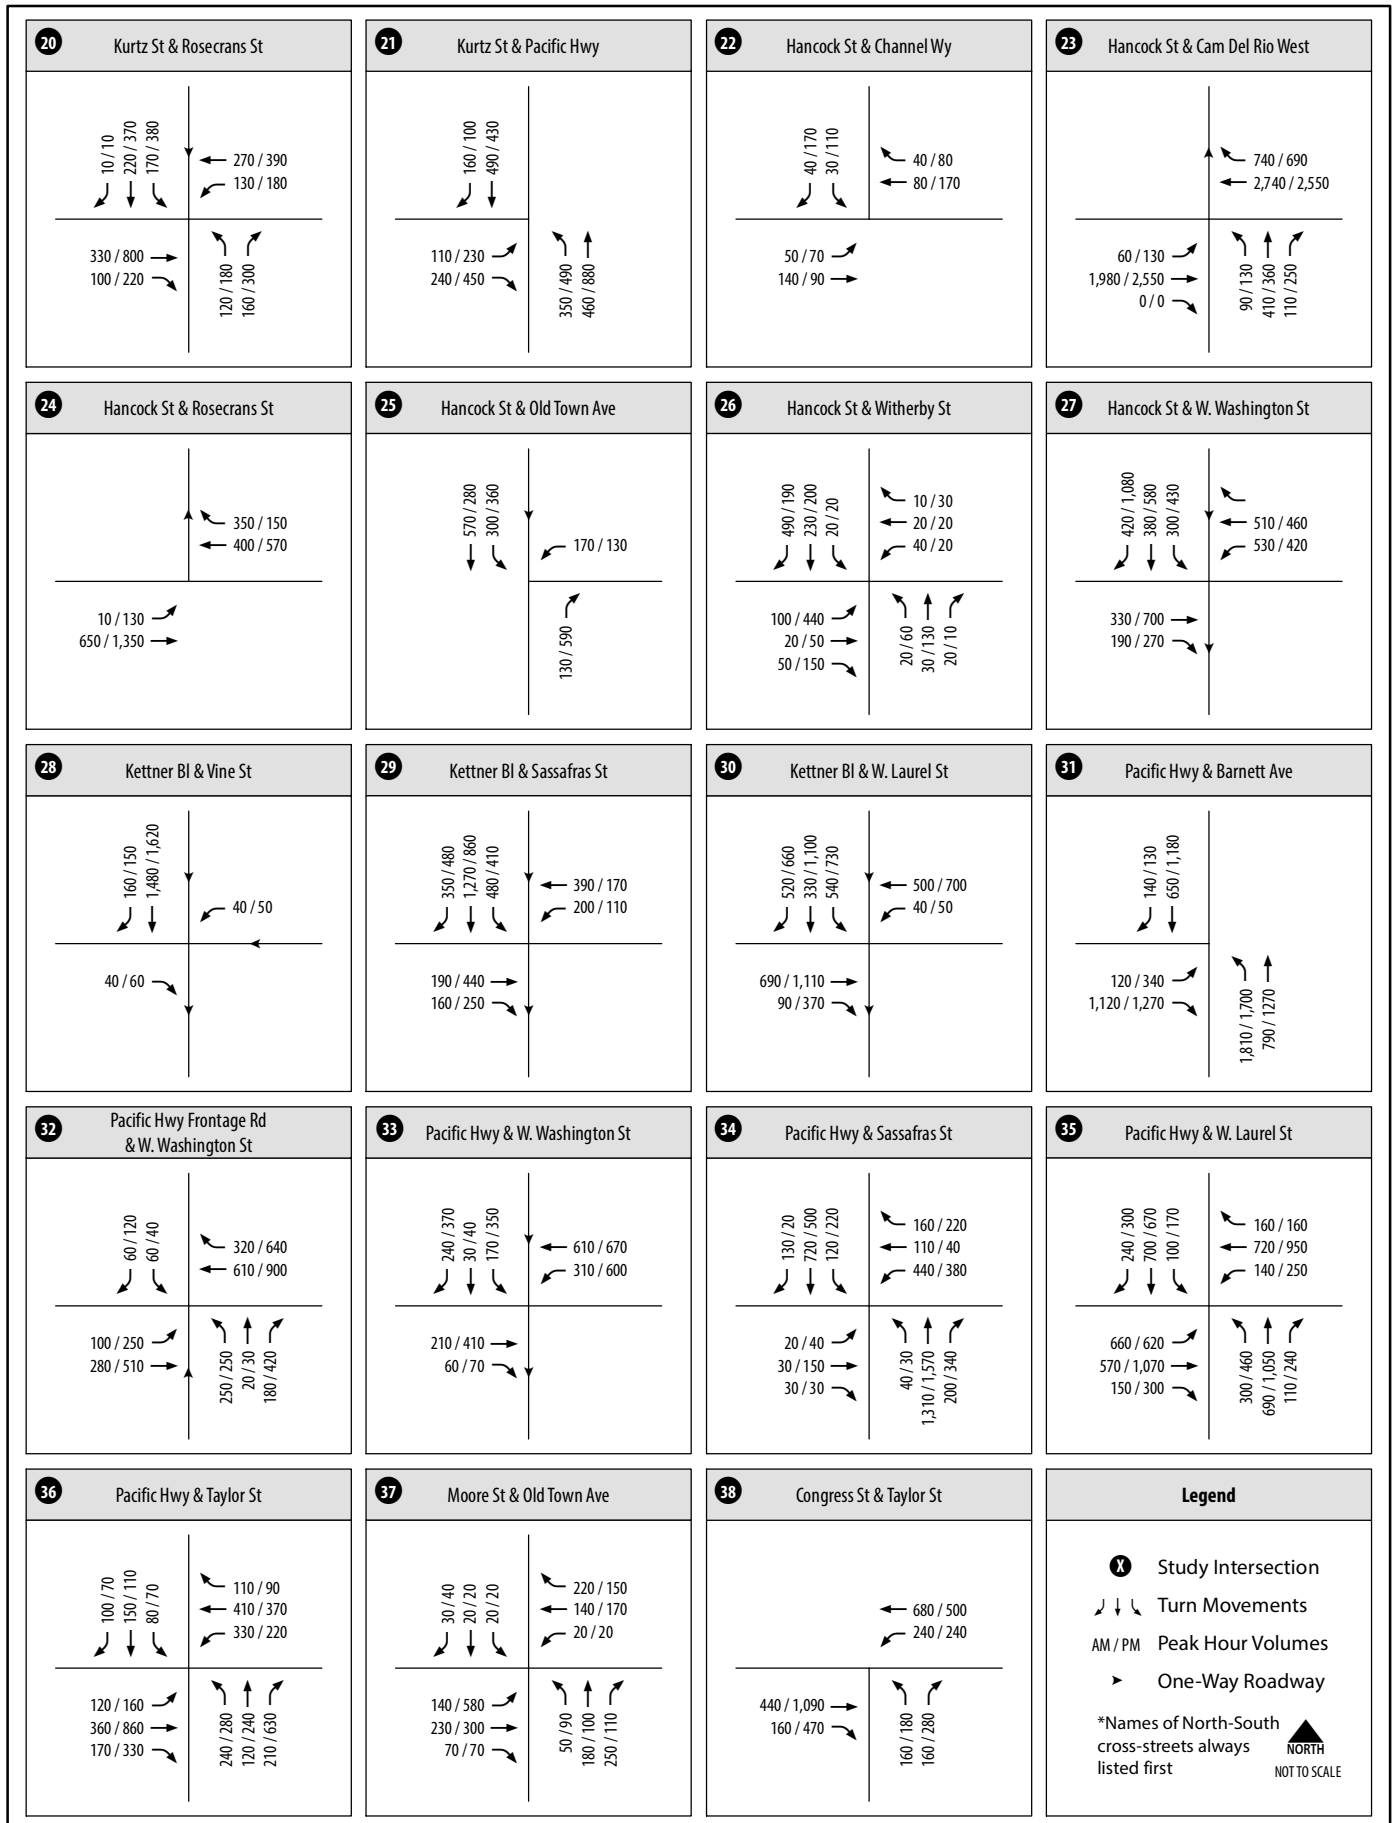 20 Kurtz St & Rosecrans St
10 / 10
220 / 370
170 / 380
270 / 390
130 / 180
330 / 800
100 / 220
120 / 180
160 / 300
21 Kurtz St & Pacific Hwy
160 / 100
490 / 430
110 / 230
240 / 450
350 / 490
460 / 880
22 Hancock St & Channel Wy
40 / 170
30 / 110
40 / 80
80 / 170
50 / 70
140 / 90
23 Hancock St & Cam Del Rio West
740 / 690
2,740 / 2,550
60 / 130
1,980 / 2,550
0 / 0
90 / 130
410 / 360
110 / 250
24 Hancock St & Rosecrans St
350 / 150
400 / 570
10 / 130
650 / 1,350
25 Hancock St & Old Town Ave
570 / 280
300 / 360
170 / 130
130 / 590
26 Hancock St & Witherby St
490 / 190
230 / 200
20 / 20
10 / 30
20 / 20
40 / 20
100 / 440
20 / 50
50 / 150
20 / 60
30 / 130
20 / 10
27 Hancock St & W. Washington St
420 / 1,080
380 / 580
300 / 430
510 / 460
530 / 420
330 / 700
190 / 270
28 Kettner Bl & Vine St
160 / 150
1,480 / 1,620
40 / 50
40 / 60
29 Kettner Bl & Sassafras St
350 / 480
1,270 / 860
480 / 410
390 / 170
200 / 110
190 / 440
160 / 250
30 Kettner Bl & W. Laurel St
520 / 660
330 / 1,100
540 / 730
500 / 700
40 / 50
690 / 1,110
90 / 370
31 Pacific Hwy & Barnett Ave
140 / 130
650 / 1,180
120 / 340
1,120 / 1,270
1,810 / 1,700
790 / 1270
32 Pacific Hwy Frontage Rd
& W. Washington St
60 / 120
60 / 40
320 / 640
610 / 900
100 / 250
280 / 510
250 / 250
20 / 30
180 / 420
33 Pacific Hwy & W. Washington St
240 / 370
30 / 40
170 / 350
610 / 670
310 / 600
210 / 410
60 / 70
34 Pacific Hwy & Sassafras St
130 / 20
720 / 500
120 / 220
160 / 220
110 / 40
440 / 380
20 / 40
30 / 150
30 / 30
40 / 30
1,310 / 1,570
200 / 340
35 Pacific Hwy & W. Laurel St
240 / 300
700 / 670
100 / 170
160 / 160
720 / 950
140 / 250
660 / 620
570 / 1,070
150 / 300
300 / 460
690 / 1,050
110 / 240
36 Pacific Hwy & Taylor St
100 / 70
150 / 110
80 / 70
110 / 90
410 / 370
330 / 220
120 / 160
360 / 860
170 / 330
240 / 280
120 / 240
210 / 630
37 Moore St & Old Town Ave
30 / 40
20 / 20
20 / 20
220 / 150
140 / 170
20 / 20
140 / 580
230 / 300
70 / 70
50 / 90
180 / 100
250 / 110
38 Congress St & Taylor St
680 / 500
240 / 240
440 / 1,090
160 / 470
160 / 180
160 / 280
Legend
X Study Intersection
Turn Movements
AM / PM Peak Hour Volumes
One-Way Roadway
*Names of North-South
cross-streets always
listed first
NORTH
NOT TO SCALE